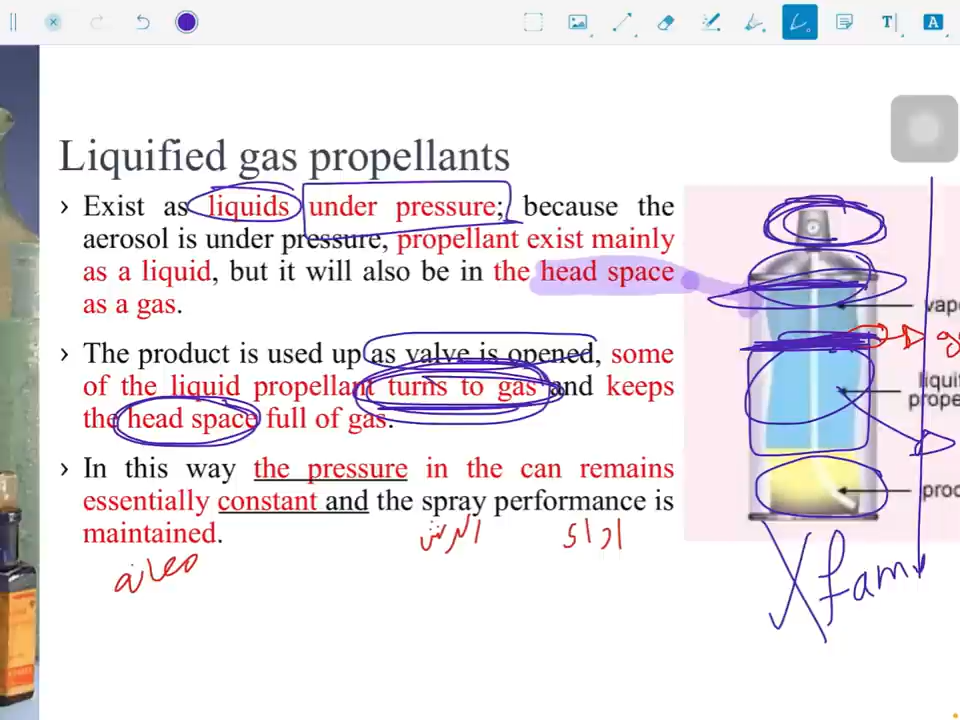 Liquified gas propellants
› Exist as liquids under pressure; because the
aerosol is under pressure, propellant exist mainly
as a liquid, but it will also be in the head space
as a gas.
› The product is used up as valve is opened, some
of the liquid propellant turns to gas and keeps
the head space full of gas.
› In this way the pressure in the can remains
essentially constant and the spray performance is
maintained.
الرش اداء
vap
liqui
prope
proc